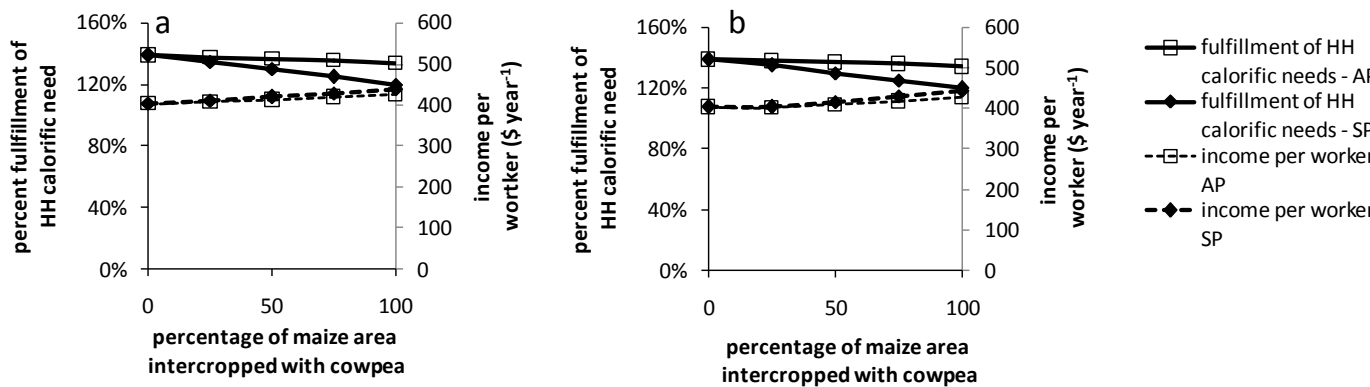 a
160%
120%
80%
40%
0%
percent fullfillment of
HH calorific need
600
500
400
300
200
100
0
income per
wortker ($ year-1)
0
50
100
percentage of maize area
intercropped with cowpea
b
160%
120%
80%
40%
0%
percent fulfillment of
HH calorific need
600
500
400
300
200
100
0
income per
worker ($ year-1)
0
50
100
percentage of maize area
intercropped with cowpea
fulfillment of HH
calorific needs - AP
fulfillment of HH
calorific needs - SP
income per worker
AP
income per worker
SP